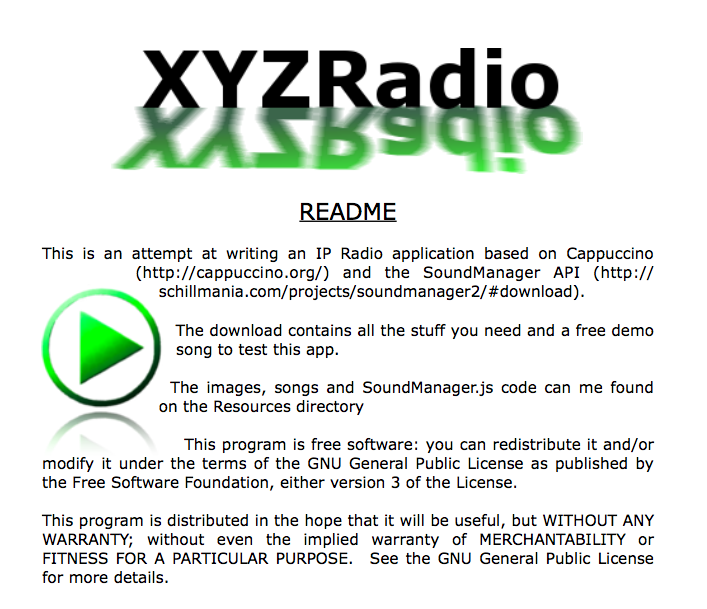 XYZRadio
README
This is an attempt at writing an IP Radio application based on Cappuccino
(http://cappuccino.org/) and the SoundManager API (http://
schillmania.com/projects/soundmanager2/#download).
The download contains all the stuff you need and a free demo
song to test this app.
The images, songs and SoundManager.js code can me found
on the Resources directory
This program is free software: you can redistribute it and/or
modify it under the terms of the GNU General Public License as published by
the Free Software Foundation, either version 3 of the License.
This program is distributed in the hope that it will be useful, but WITHOUT ANY
WARRANTY; without even the implied warranty of MERCHANTABILITY or
FITNESS FOR A PARTICULAR PURPOSE.  See the GNU General Public License
for more details.